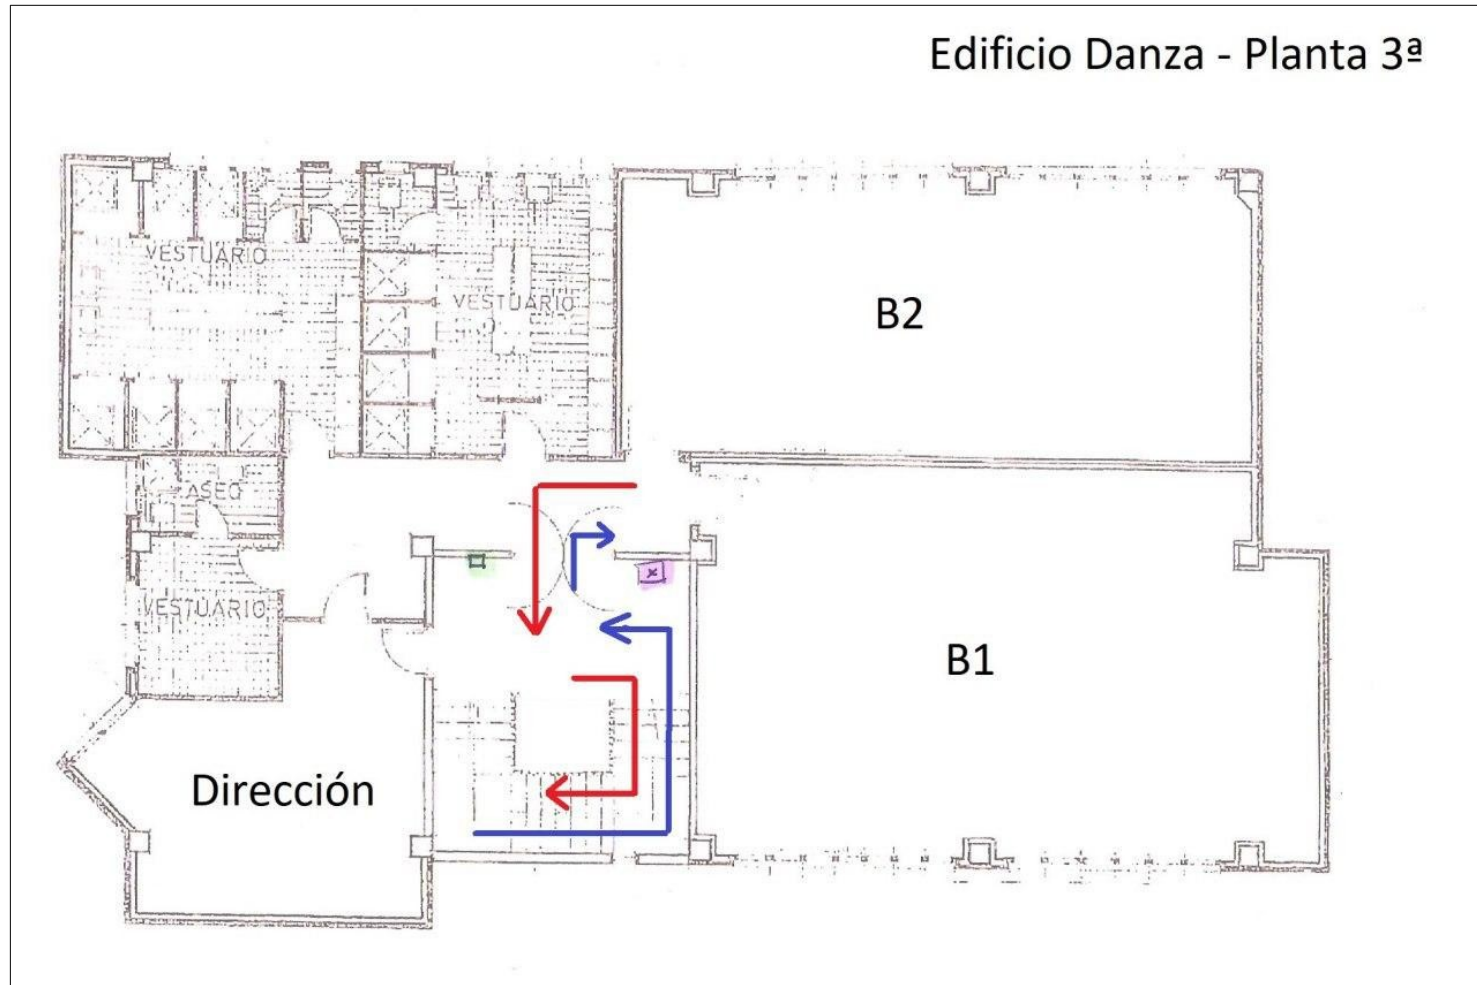 Edificio Danza - Planta 3ª
VESTUARIO
VESTUARIO
B2
ASEO
VESTUARIO
B1
Dirección